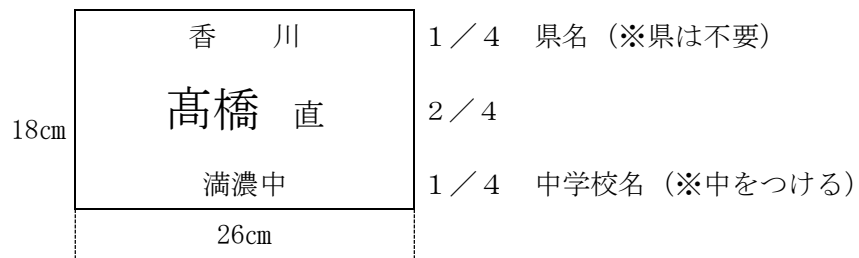 香　　川　１／４　県名（※県は不要）
髙橋　直　２／４
18㎝
満濃中　１／４　中学校名（※中をつける）
26㎝